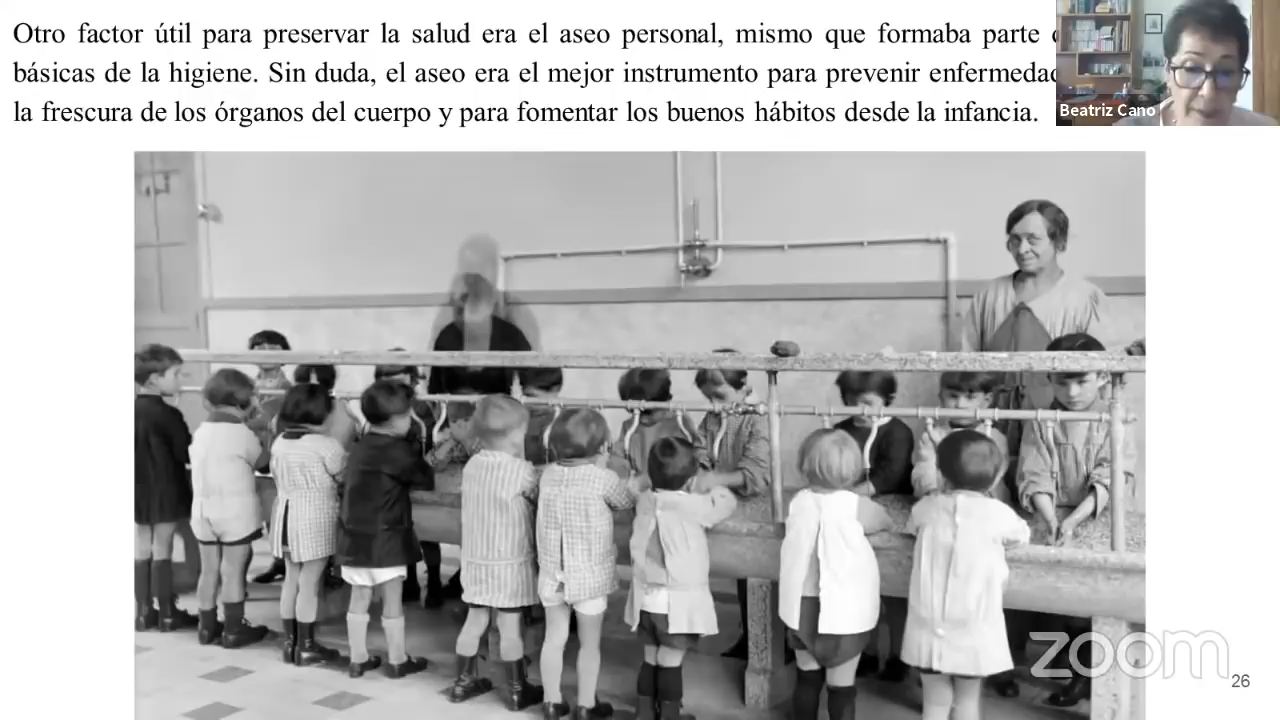 Otro factor útil para preservar la salud era el aseo personal, mismo que formaba parte
básicas de la higiene. Sin duda, el aseo era el mejor instrumento para prevenir
la frescura de los órganos del cuerpo y para fomentar los buenos hábitos desde la infancia.
Beatriz Cano
zoom
26